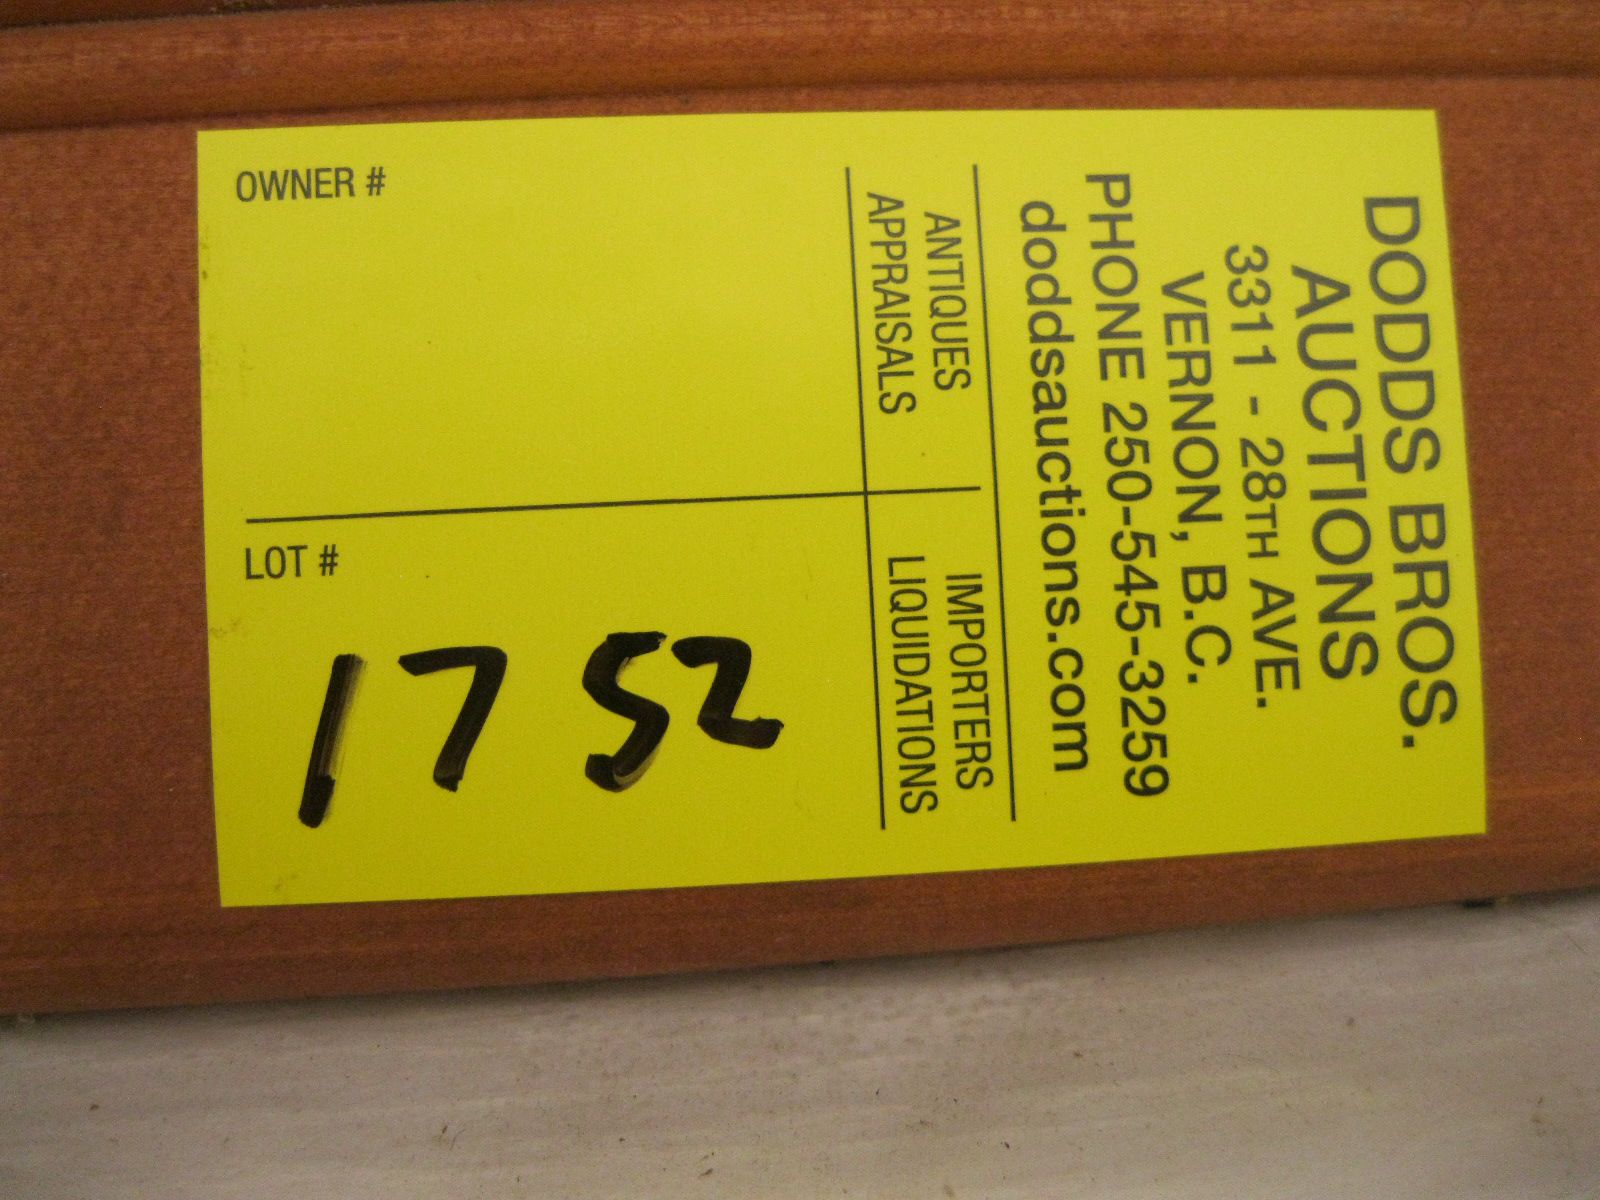 DODDS BROS.
AUCTIONS
3311 - 28TH AVE.
VERNON, B.C.
PHONE 250-545-3259
doddsauctions.com
ANTIQUES
APPRAISALS
IMPORTERS
LIQUIDATIONS
OWNER #
LOT #
1752